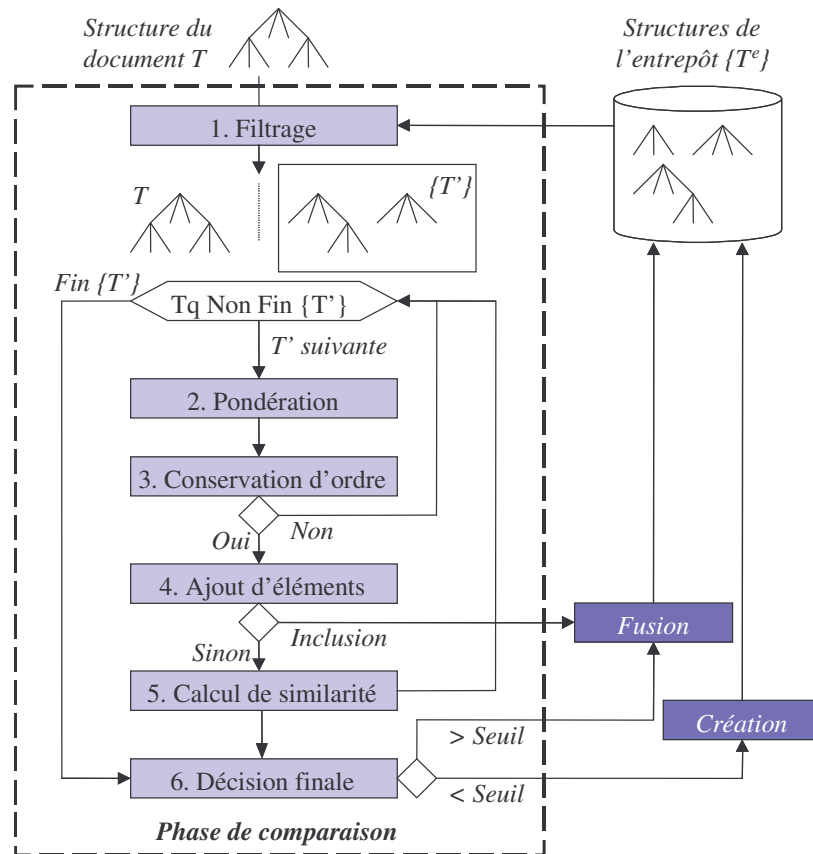 Structure du
document T
Structures de
l'entrepôt {Tᵉ}
1. Filtrage
T
{T'}
Fin {T'}
Tq Non Fin {T'}
T' suivante
2. Pondération
3. Conservation d'ordre
Oui
Non
4. Ajout d'éléments
Inclusion
Fusion
Sinon
5. Calcul de similarité
Création
> Seuil
6. Décision finale
< Seuil
Phase de comparaison